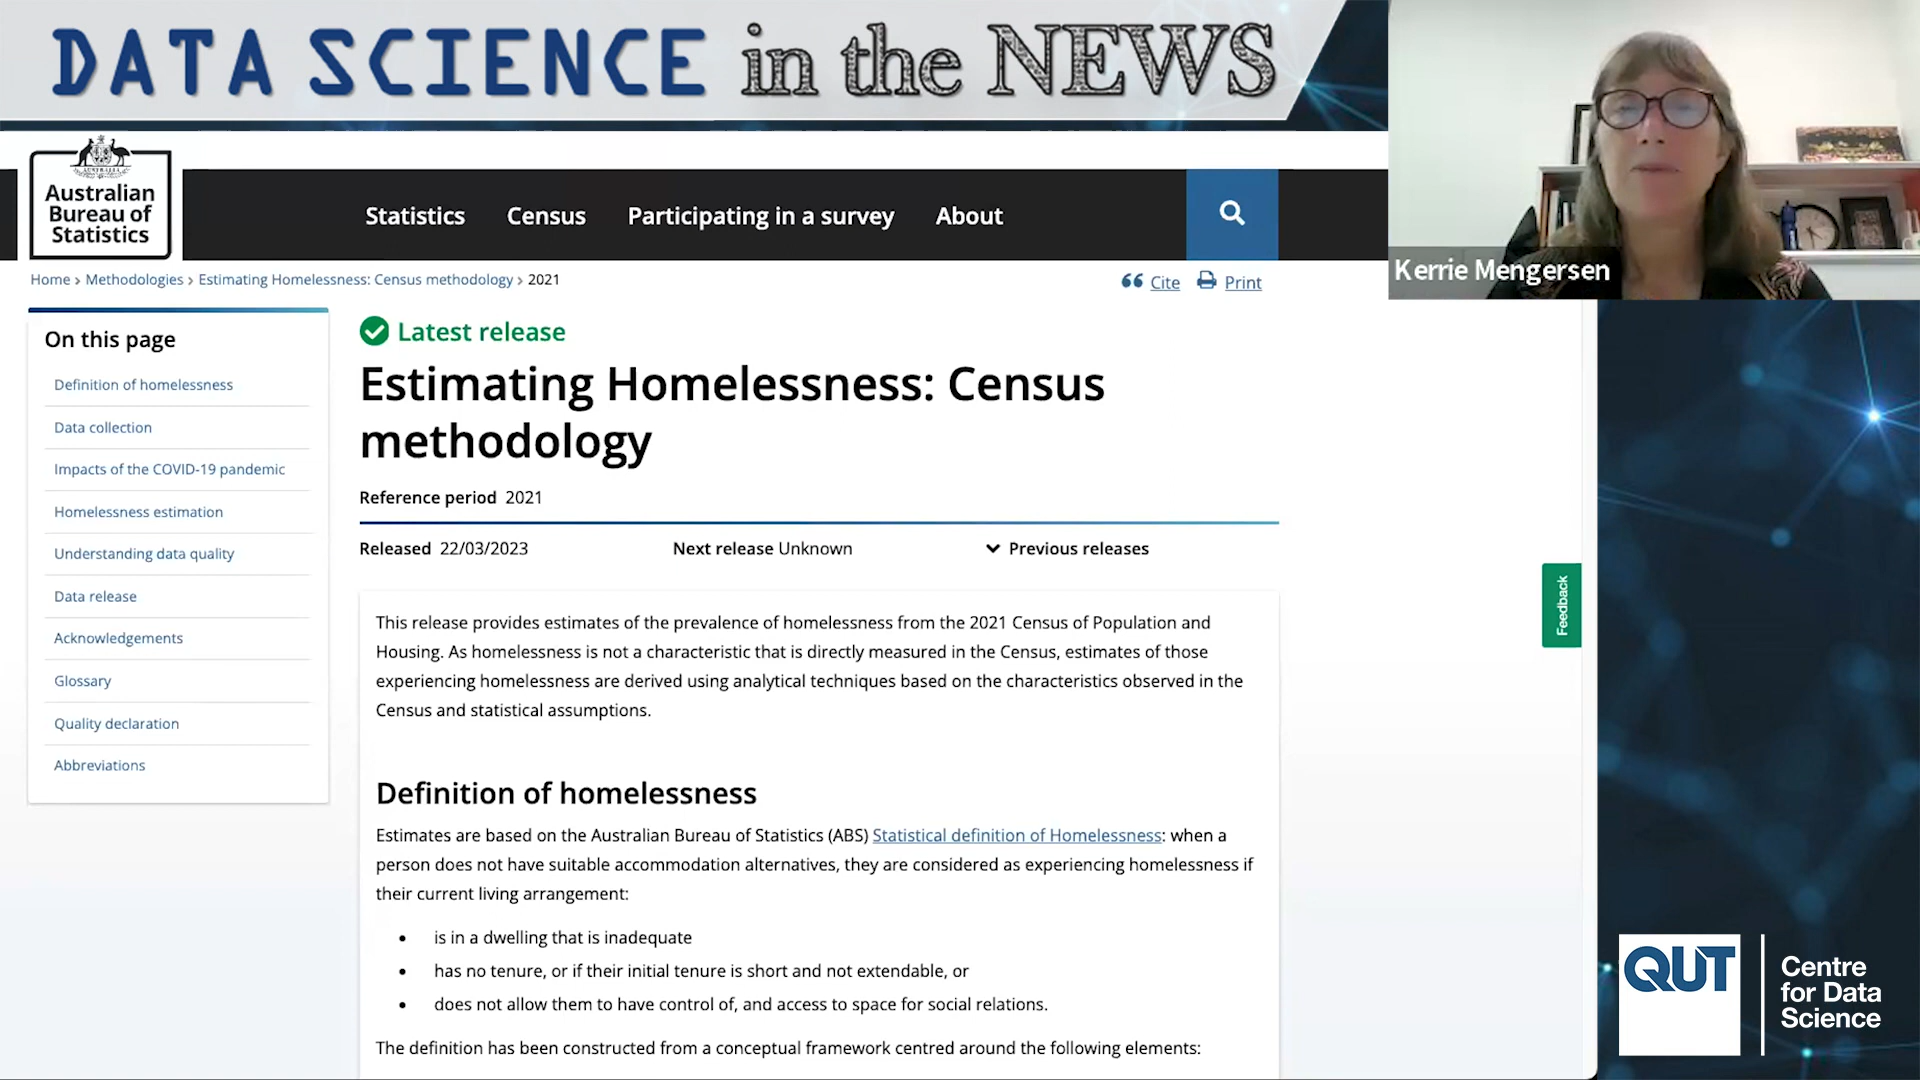 DATA SCIENCE in the NEWS
Australian
Bureau of
Statistics
Statistics
Census
Participating in a survey
About
Kerrie Mengersen
Home > Methodologies > Estimating Homelessness: Census methodology > 2021
Cite
Print
On this page
Definition of homelessness
Data collection
Impacts of the COVID-19 pandemic
Homelessness estimation
Understanding data quality
Data release
Acknowledgements
Glossary
Quality declaration
Abbreviations
Latest release
Estimating Homelessness: Census
methodology
Reference period 2021
Released 22/03/2023
Next release Unknown
Previous releases
This release provides estimates of the prevalence of homelessness from the 2021 Census of Population and
Housing. As homelessness is not a characteristic that is directly measured in the Census, estimates of those
experiencing homelessness are derived using analytical techniques based on the characteristics observed in the
Census and statistical assumptions.
Definition of homelessness
Estimates are based on the Australian Bureau of Statistics (ABS) Statistical definition of Homelessness: when a
person does not have suitable accommodation alternatives, they are considered as experiencing homelessness if
their current living arrangement:
• is in a dwelling that is inadequate
• has no tenure, or if their initial tenure is short and not extendable, or
• does not allow them to have control of, and access to space for social relations.
The definition has been constructed from a conceptual framework centred around the following elements:
Feedback
QUT
Centre
for Data
Science